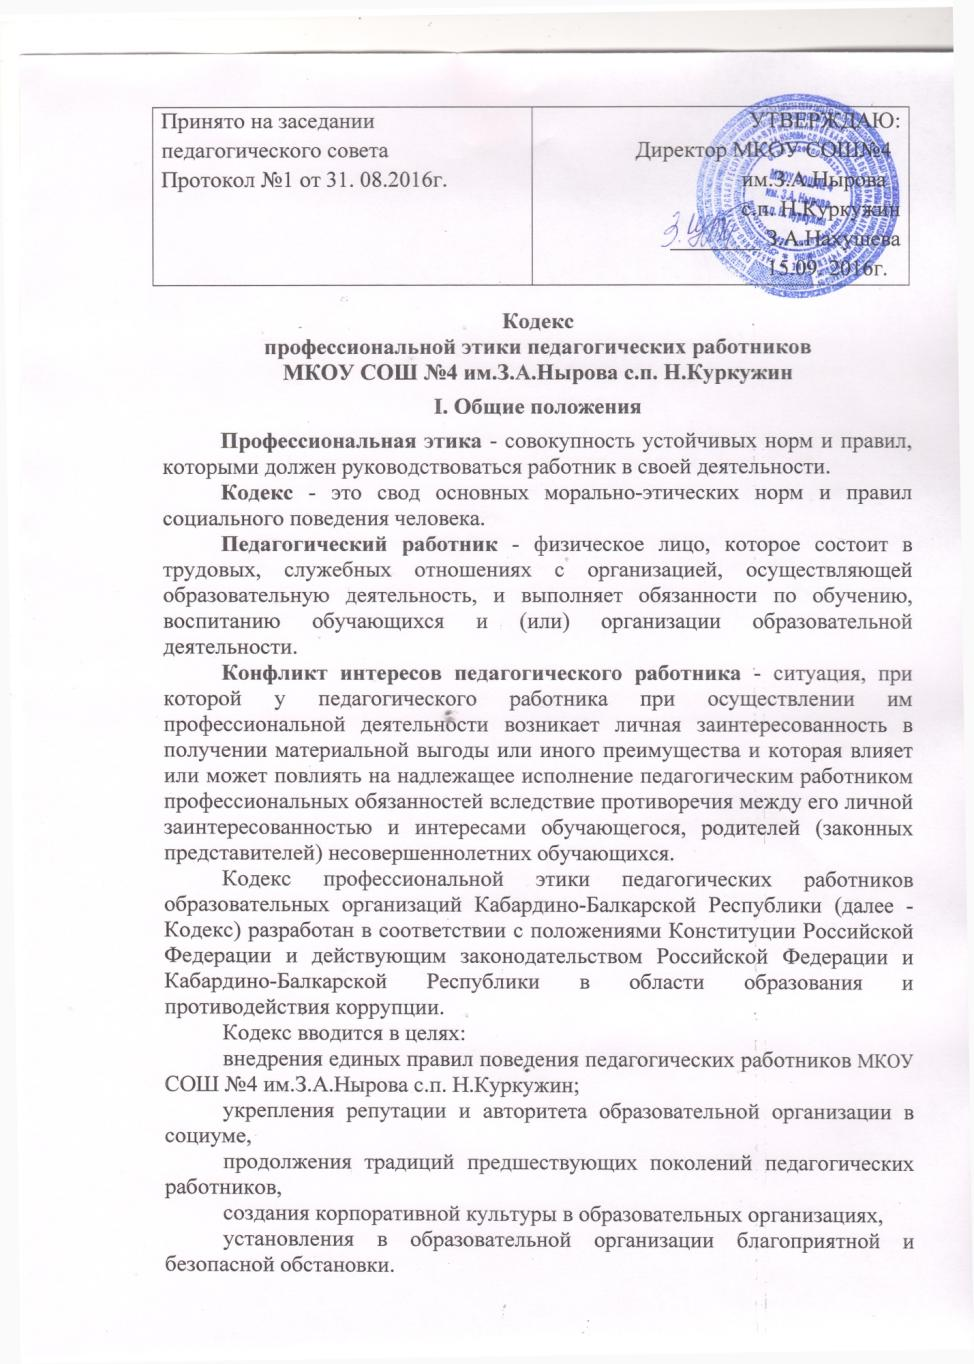 Принято на заседании
педагогического совета
Протокол №1 от 31. 08.2016г.
УТВЕРЖДАЮ:
Директор МКОУ СОШ№4
им.З.А.Нырова
с.п. Н.Куркужин
З.А.Нахушева
15.09. 2016г.
Кодекс
профессиональной этики педагогических работников
МКОУ СОШ №4 им.З.А.Нырова с.п. Н.Куркужин
I. Общие положения
Профессиональная этика - совокупность устойчивых норм и правил,
которыми должен руководствоваться работник в своей деятельности.
Кодекс - это свод основных морально-этических норм и правил
социального поведения человека.
Педагогический работник - физическое лицо, которое состоит в
трудовых, служебных отношениях с организацией, осуществляющей
образовательную деятельность, и выполняет обязанности по обучению,
воспитанию обучающихся и (или) организации образовательной
деятельности.
Конфликт интересов педагогического работника - ситуация, при
которой у педагогического работника при осуществлении им
профессиональной деятельности возникает личная заинтересованность в
получении материальной выгоды или иного преимущества и которая влияет
или может повлиять на надлежащее исполнение педагогическим работником
профессиональных обязанностей вследствие противоречия между его личной
заинтересованностью и интересами обучающегося, родителей (законных
представителей) несовершеннолетних обучающихся.
Кодекс профессиональной этики педагогических работников
образовательных организаций Кабардино-Балкарской Республики (далее -
Кодекс) разработан в соответствии с положениями Конституции Российской
Федерации и действующим законодательством Российской Федерации и
Кабардино-Балкарской Республики в области образования и
противодействия коррупции.
Кодекс вводится в целях:
внедрения единых правил поведения педагогических работников МКОУ
СОШ №4 им.З.А.Нырова с.п. Н.Куркужин;
укрепления репутации и авторитета образовательной организации в
социуме,
продолжения традиций предшествующих поколений педагогических
работников,
создания корпоративной культуры в образовательных организациях,
установления в образовательной организации благоприятной и
безопасной обстановки.